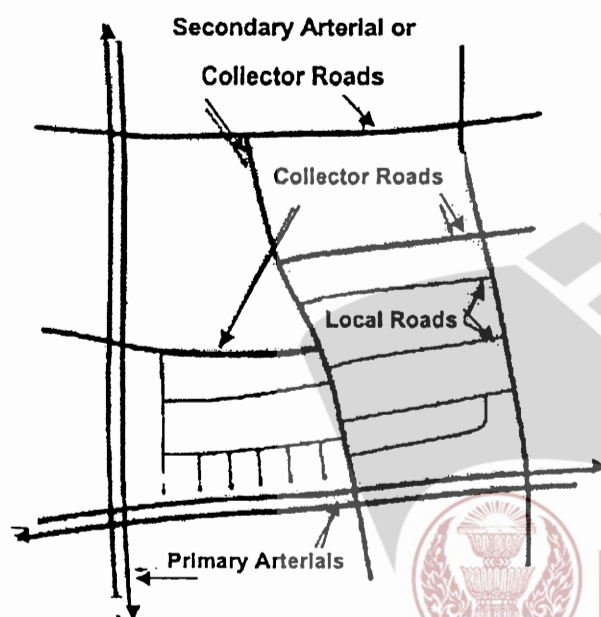 Secondary Arterial or
Collector Roads
Collector Roads
Local Roads
Primary Arterials